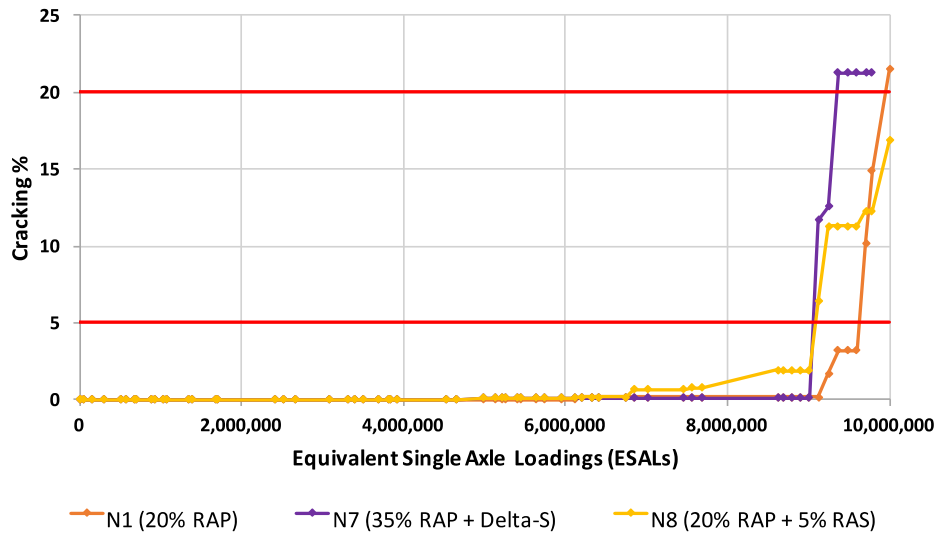 25
20
15
10
5
0
Cracking %
0
2,000,000
4,000,000
6,000,000
8,000,000
10,000,000
Equivalent Single Axle Loadings (ESALs)
N1 (20% RAP)
N7 (35% RAP + Delta-S)
N8 (20% RAP + 5% RAS)